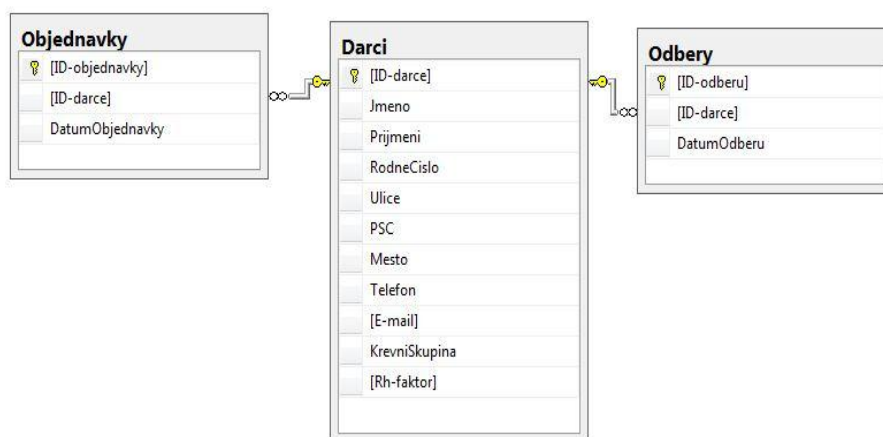 Objednavky
[ID-objednavky]
[ID-darce]
DatumObjednavky
Darci
[ID-darce]
Jmeno
Prijmeni
RodneCislo
Ulice
PSC
Mesto
Telefon
[E-mail]
KrevniSkupina
[Rh-faktor]
Odbery
[ID-odberu]
[ID-darce]
DatumOdberu